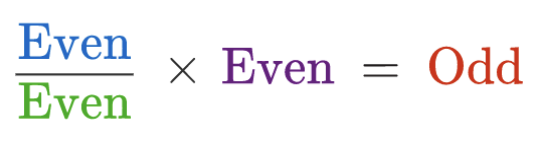 Even
Even × Even = Odd